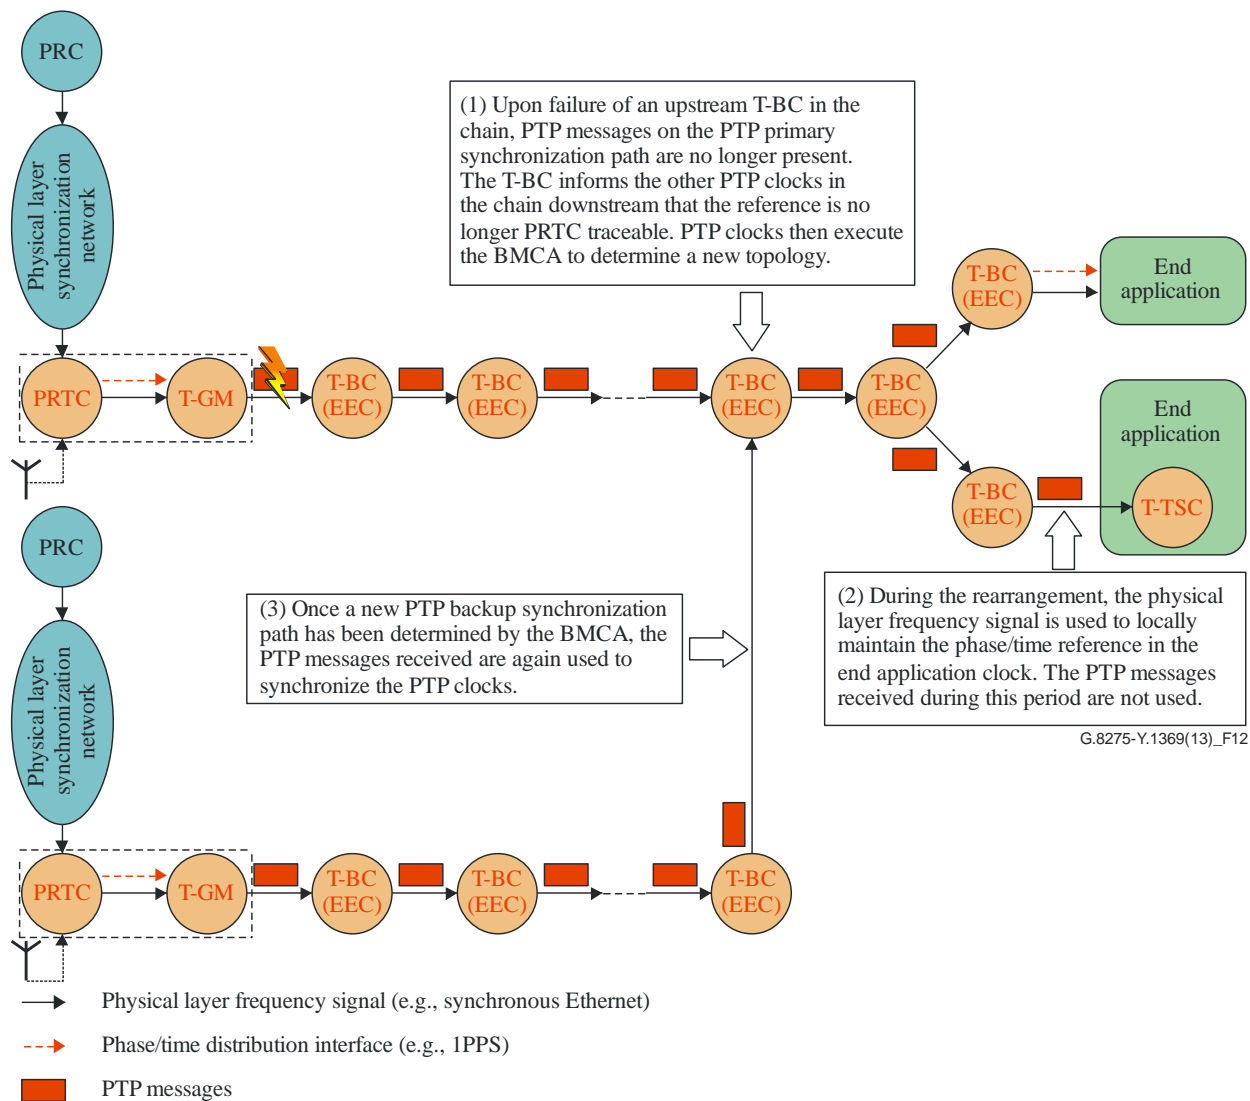 PRC
Physical layer
synchronization
network
(1) Upon failure of an upstream T-BC in the
chain, PTP messages on the PTP primary
synchronization path are no longer present.
The T-BC informs the other PTP clocks in
the chain downstream that the reference is no
longer PRTC traceable. PTP clocks then execute
the BMCA to determine a new topology.
T-BC
(EEC)
End
application
PRTC
T-GM
T-BC
(EEC)
T-BC
(EEC)
T-BC
(EEC)
T-BC
(EEC)
End
application
T-BC
(EEC)
T-TSC
PRC
Physical layer
synchronization
network
(3) Once a new PTP backup synchronization
path has been determined by the BMCA, the
PTP messages received are again used to
synchronize the PTP clocks.
(2) During the rearrangement, the physical
layer frequency signal is used to locally
maintain the phase/time reference in the
end application clock. The PTP messages
received during this period are not used.
G.8275-Y.1369(13)_F12
PRTC
T-GM
T-BC
(EEC)
T-BC
(EEC)
T-BC
(EEC)
Physical layer frequency signal (e.g., synchronous Ethernet)
Phase/time distribution interface (e.g., 1PPS)
PTP messages